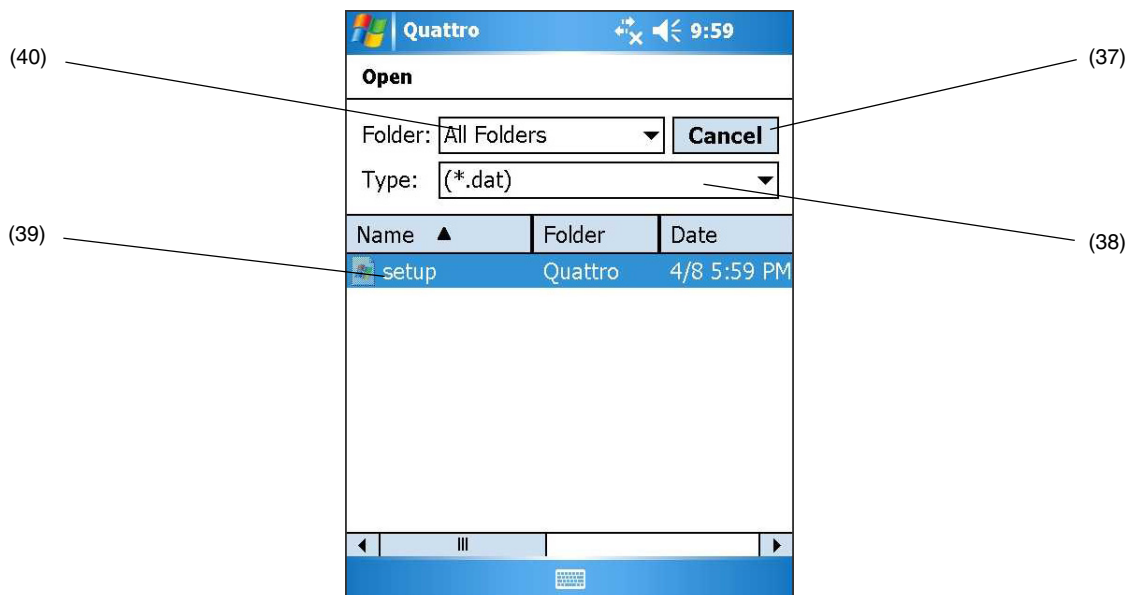 Quattro 9:59
(40)
(37)
Open
Folder: All Folders Cancel
Type: (*.dat)
(39)
(38)
Name ▲ Folder Date
setup Quattro 4/8 5:59 PM